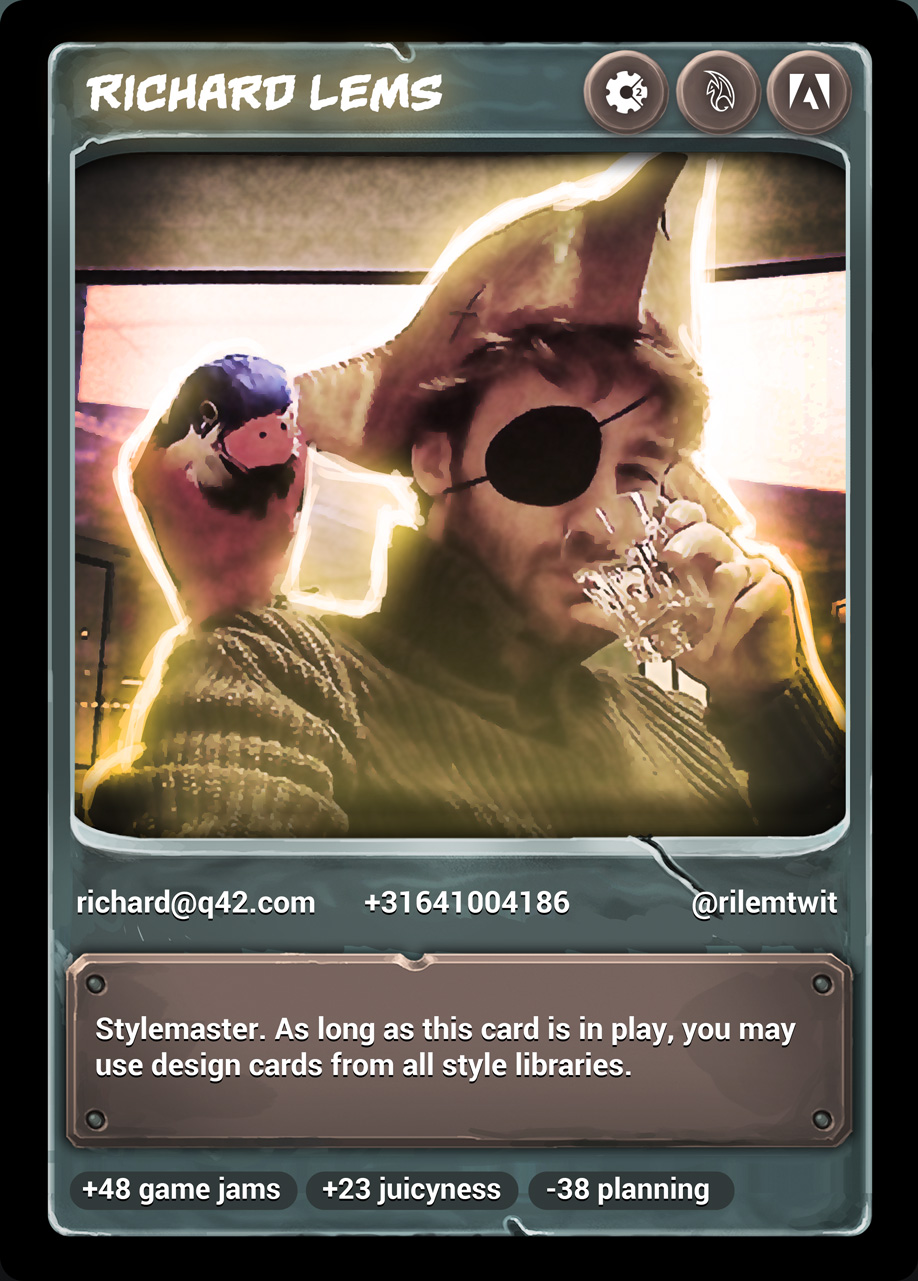 RICHARD LEMS
2
richard@q42.com +31641004186 @rilemtwit
Stylemaster. As long as this card is in play, you may
use design cards from all style libraries.
+48 game jams +23 juicyness -38 planning